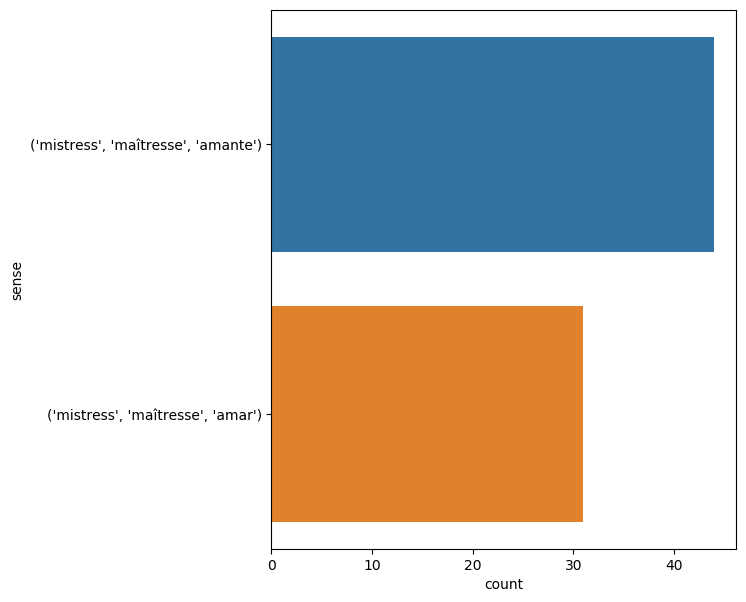 ('mistress', 'maîtresse', 'amante')
('mistress', 'maîtresse', 'amar')
sense
0 10 20 30 40
count